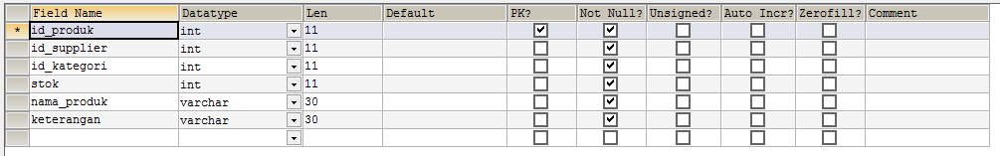 Field Name Datatype Len Default PK? Not Null? Unsigned? Auto Incr? Zerofill? Comment
* id_produk int 11
id_supplier int 11
id_kategori int 11
stok int 11
nama_produk varchar 30
keterangan varchar 30